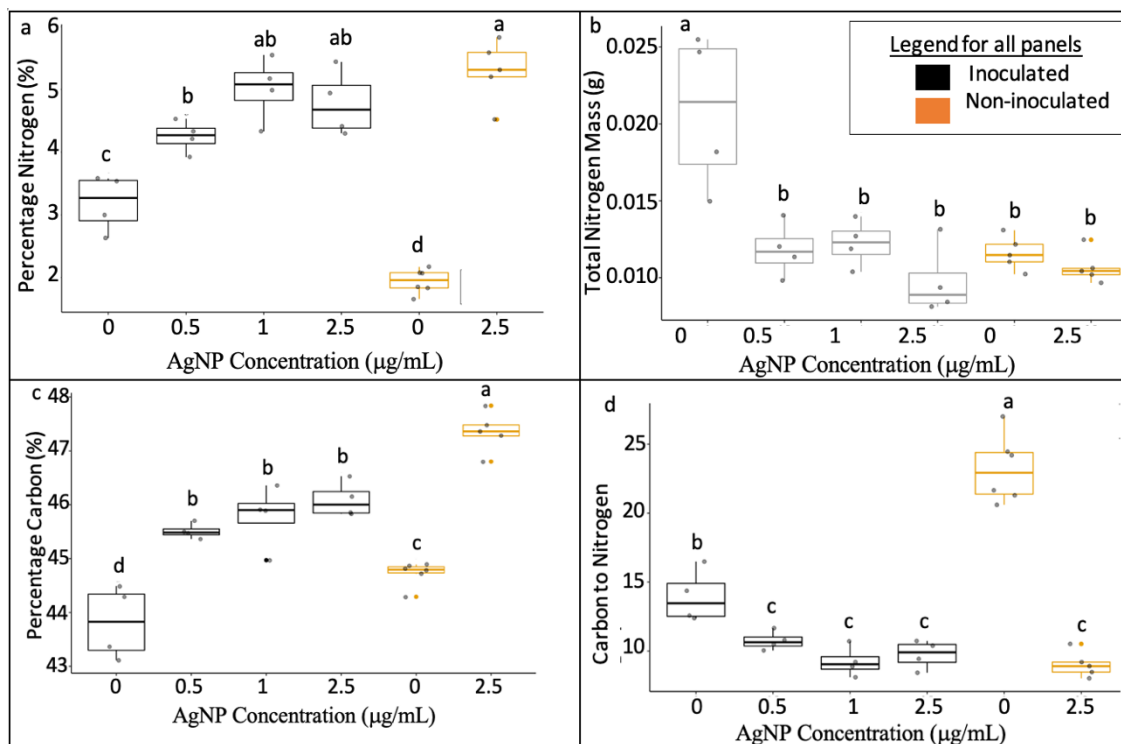 a
Percentage Nitrogen (%)
6
5
4
3
2
c
b
ab
ab
d
a
0
0.5
1
2.5
0
2.5
AgNP Concentration (µg/mL)
b
Total Nitrogen Mass (g)
0.025
0.020
0.015
0.010
a
b
b
b
b
b
Legend for all panels
Inoculated
Non-inoculated
0
0.5
1
2.5
0
2.5
AgNP Concentration (µg/mL)
c
Percentage Carbon (%)
48
47
46
45
44
43
d
b
b
b
c
a
0
0.5
1
2.5
0
2.5
AgNP Concentration (µg/mL)
d
Carbon to Nitrogen
25
20
15
10
b
c
c
c
a
c
0
0.5
1
2.5
0
2.5
AgNP Concentration (µg/mL)